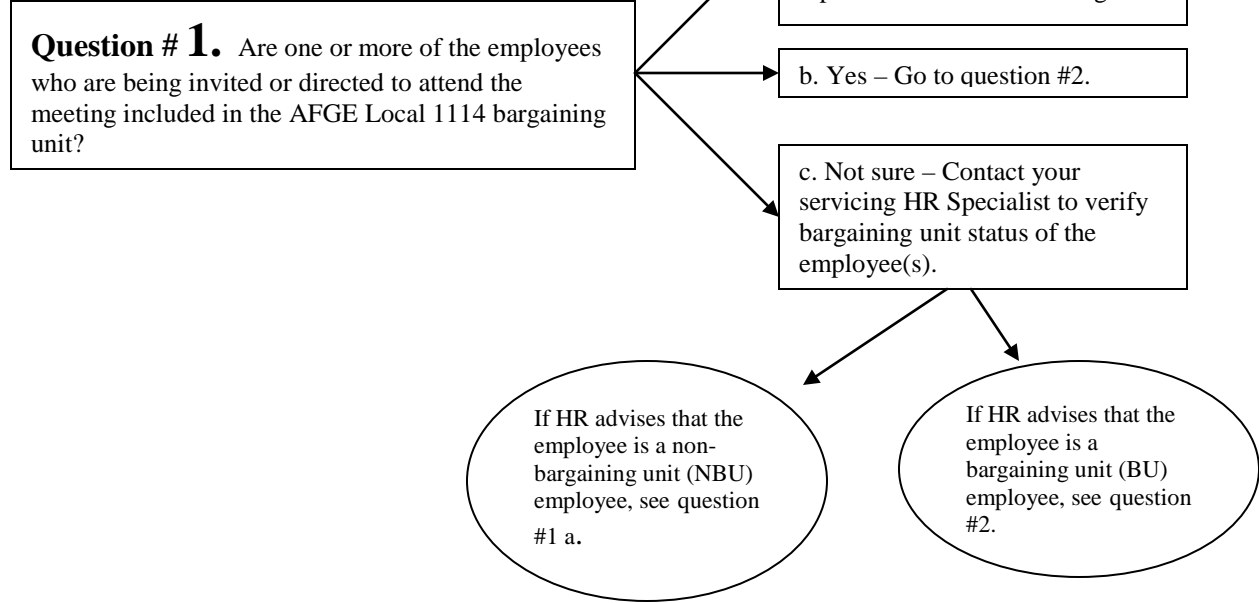 Question # 1. Are one or more of the employees
who are being invited or directed to attend the
meeting included in the AFGE Local 1114 bargaining
unit?
b. Yes – Go to question #2.
c. Not sure – Contact your
servicing HR Specialist to verify
bargaining unit status of the
employee(s).
If HR advises that the
employee is a non-
bargaining unit (NBU)
employee, see question
#1 a.
If HR advises that the
employee is a
bargaining unit (BU)
employee, see question
#2.